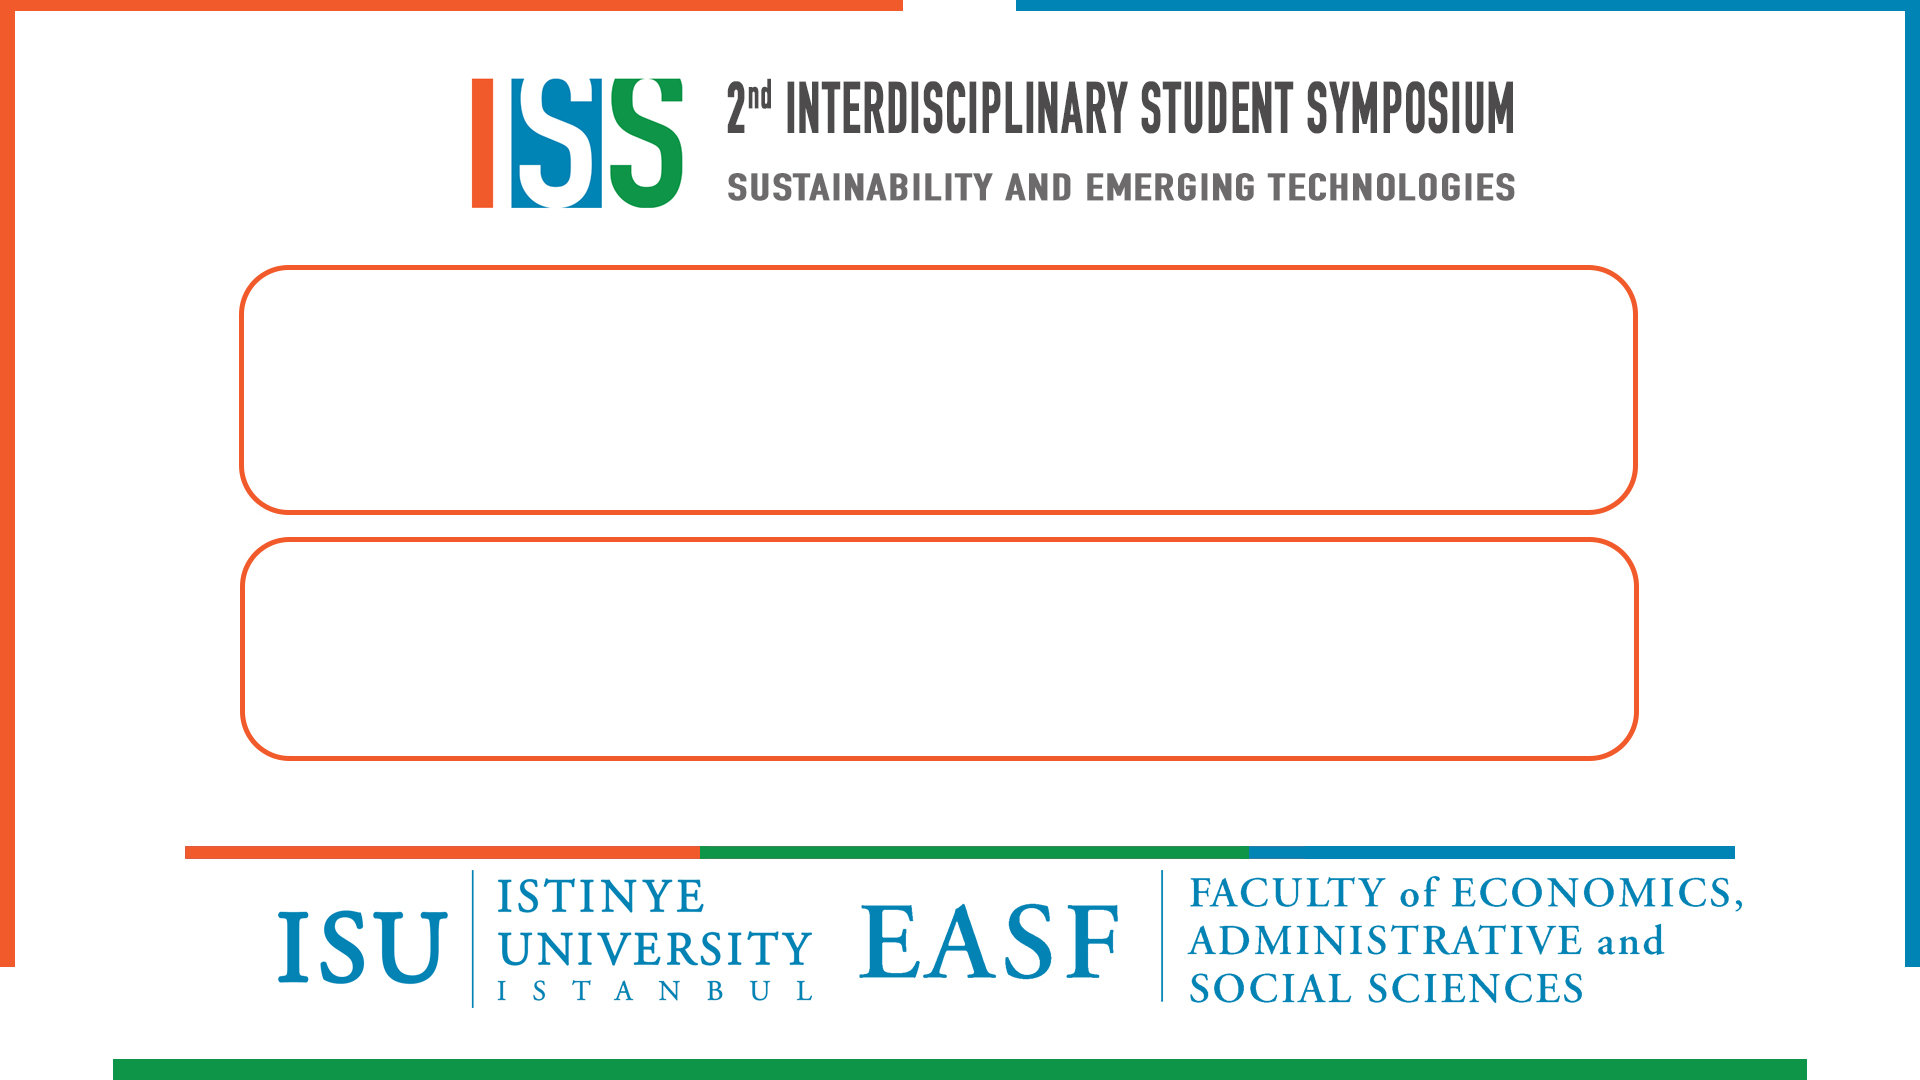 ISS
2nd INTERDISCIPLINARY STUDENT SYMPOSIUM
SUSTAINABILITY AND EMERGING TECHNOLOGIES
ISU
ISTINYE
UNIVERSITY
ISTANBUL
EASF
FACULTY of ECONOMICS,
ADMINISTRATIVE and
SOCIAL SCIENCES